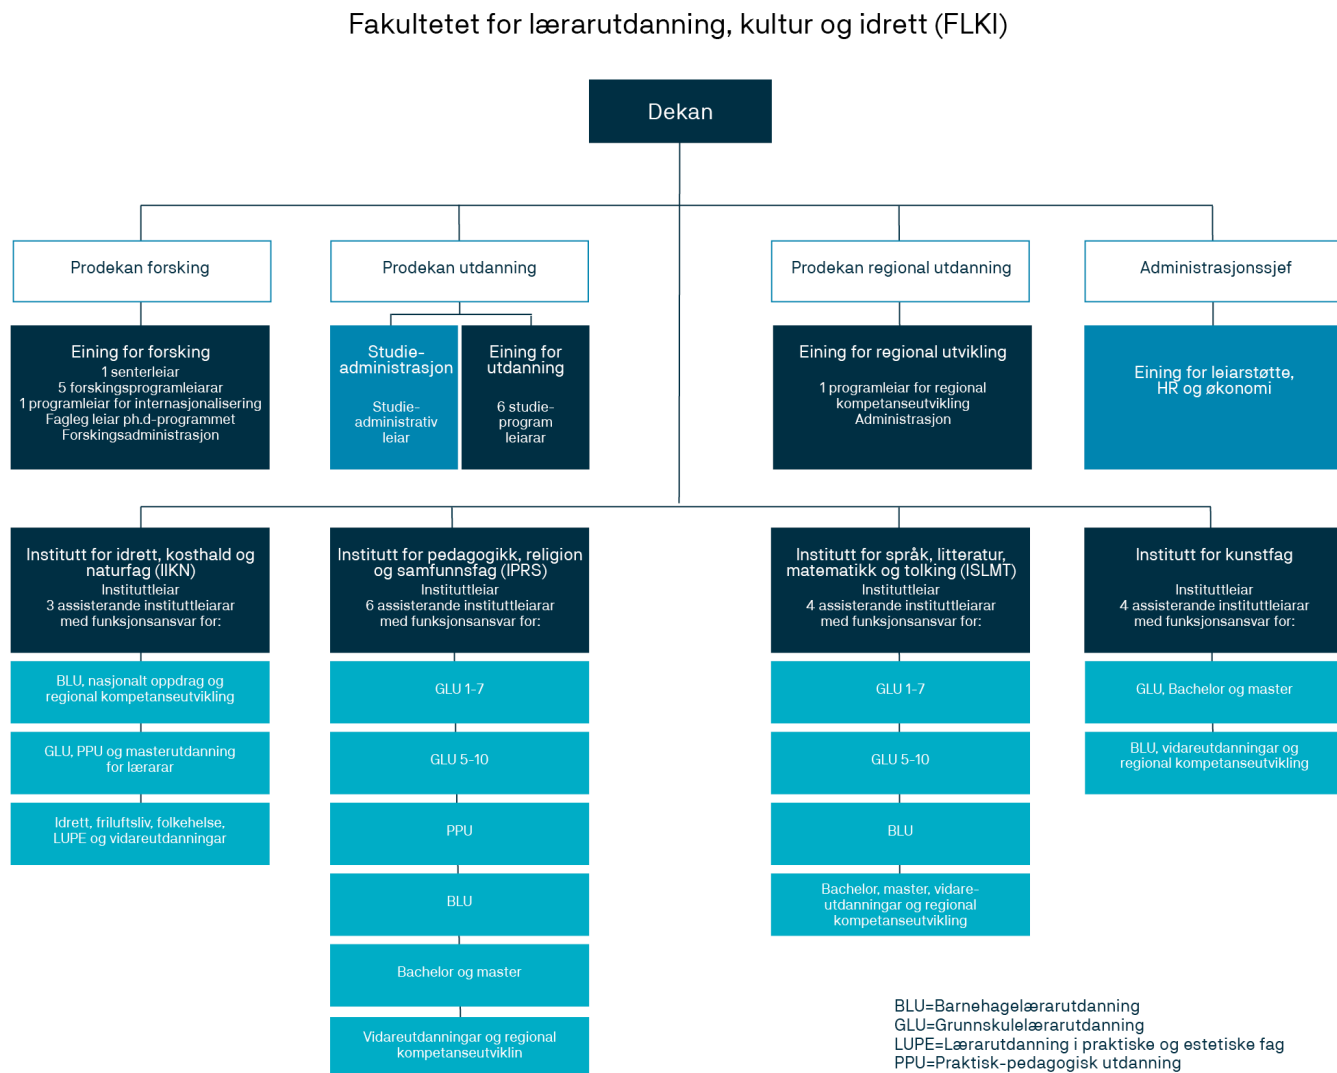 Fakultetet for lærarutdanning, kultur og idrett (FLKI)
Dekan
Prodekan forsking
Prodekan utdanning
Prodekan regional utdanning
Administrasjonssjef
Eining for forsking
1 senterleiar
5 forskingsprogramleiarar
1 programleiar for internasjonalisering
Fagleg leiar ph.d-programmet
Forskingsadministrasjon
Studie-
administrasjon
Studie-
administrativ
leiar
Eining for
utdanning
6 studie-
program
leiarar
Eining for regional utvikling
1 programleiar for regional
kompetanseutvikling
Administrasjon
Eining for leiarstøtte,
HR og økonomi
Institutt for idrett, kosthald og
naturfag (IIKN)
Instituttleiar
3 assisterande instituttleiarar
med funksjonsansvar for:
BLU, nasjonalt oppdrag og
regional kompetanseutvikling
GLU, PPU og masterutdanning
for lærarar
Idrett, friluftsliv, folkehelse,
LUPE og vidareutdanningar
Institutt for pedagogikk, religion
og samfunnsfag (IPRS)
Instituttleiar
6 assisterande instituttleiarar
med funksjonsansvar for:
GLU 1-7
GLU 5-10
PPU
BLU
Bachelor og master
Vidareutdanningar og regional
kompetanseutviklin
Institutt for språk, litteratur,
matematikk og tolking (ISLMT)
Instituttleiar
4 assisterande instituttleiarar
med funksjonsansvar for:
GLU 1-7
GLU 5-10
BLU
Bachelor, master, vidare-
utdanningar og regional
kompetanseutvikling
Institutt for kunstfag
Instituttleiar
4 assisterande instituttleiarar
med funksjonsansvar for:
GLU, Bachelor og master
BLU, vidareutdanningar og
regional kompetanseutvikling
BLU=Barnehagelærarutdanning
GLU=Grunnskulelærarutdanning
LUPE=Lærarutdanning i praktiske og estetiske fag
PPU=Praktisk-pedagogisk utdanning